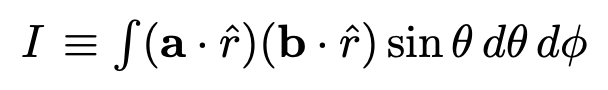 I ≡ ∫(𝐚 · r̂)(𝐛 · r̂) sin θ dθ dϕ